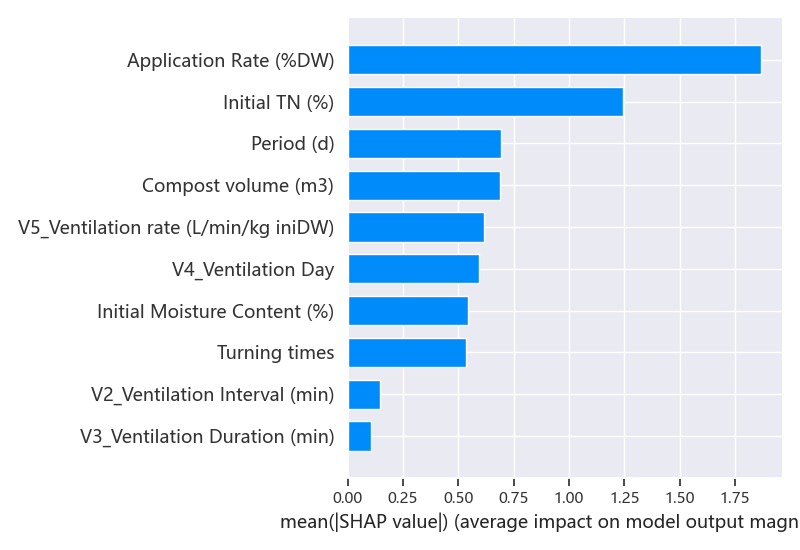 Application Rate (%DW)
Initial TN (%)
Period (d)
Compost volume (m3)
V5_Ventilation rate (L/min/kg iniDW)
V4_Ventilation Day
Initial Moisture Content (%)
Turning times
V2_Ventilation Interval (min)
V3_Ventilation Duration (min)
0.00 0.25 0.50 0.75 1.00 1.25 1.50 1.75
mean(|SHAP value|) (average impact on model output magn